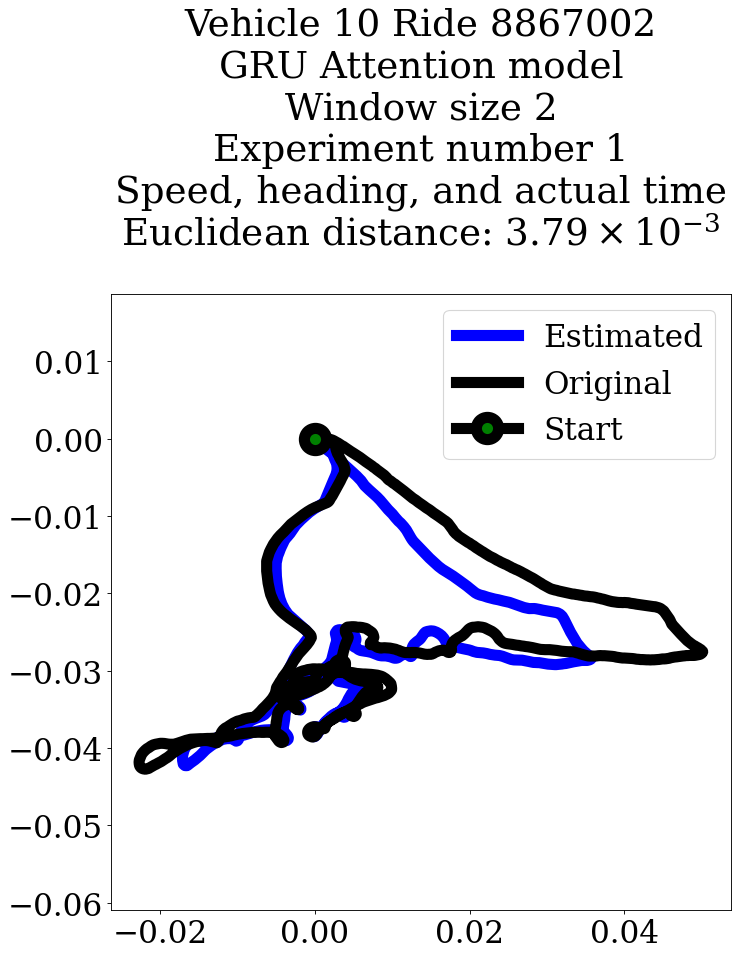 Vehicle 10 Ride 8867002
GRU Attention model
Window size 2
Experiment number 1
Speed, heading, and actual time
Euclidean distance: 3.79 × 10⁻³
Estimated
Original
Start
0.01
0.00
−0.01
−0.02
−0.03
−0.04
−0.05
−0.06
−0.02 0.00 0.02 0.04